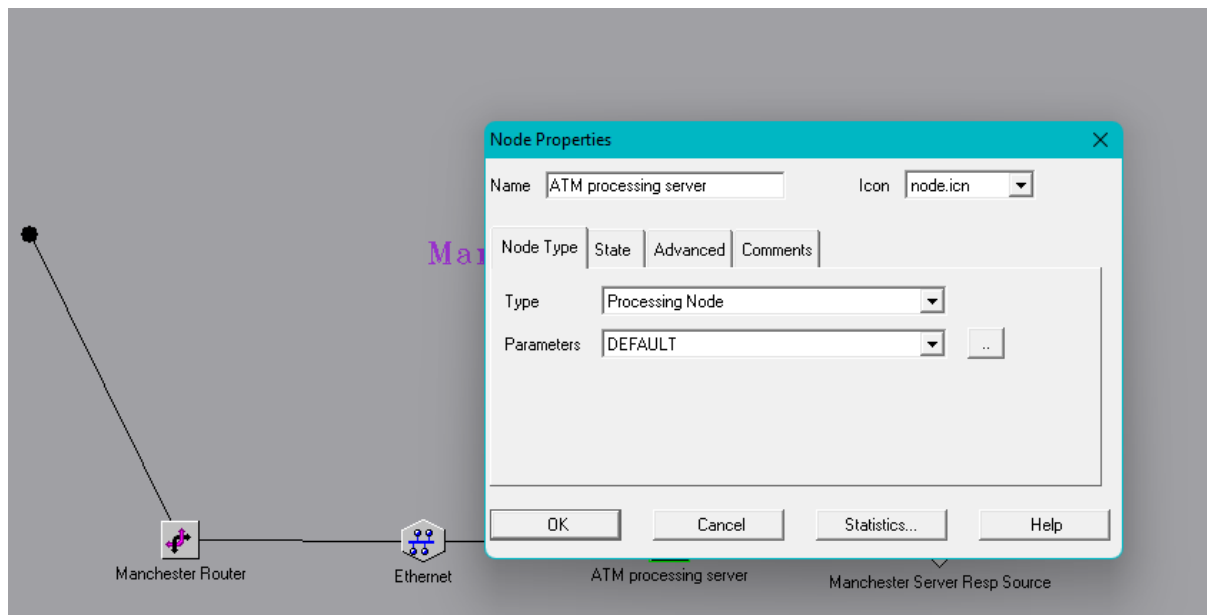 Node Properties
Name ATM processing server Icon node.icn
Man
Node Type State Advanced Comments
Type Processing Node
Parameters DEFAULT ..
OK Cancel Statistics... Help
Manchester Router Ethernet ATM processing server Manchester Server Resp Source